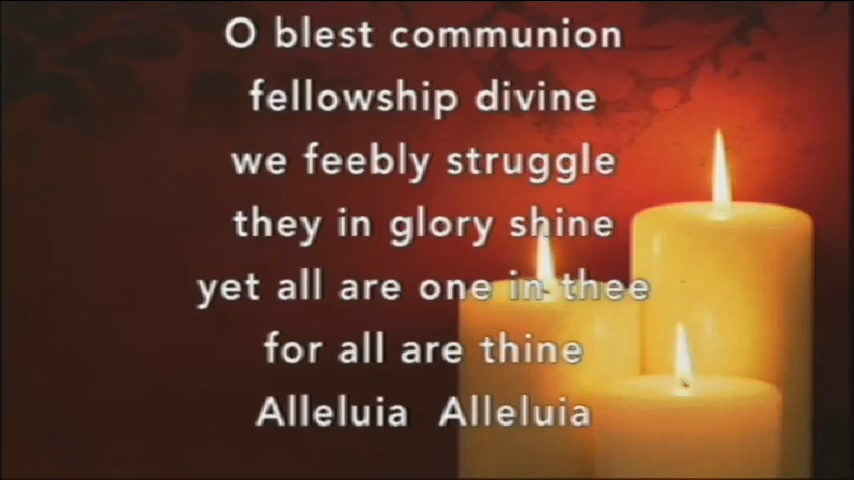 O blest communion
fellowship divine
we feebly struggle
they in glory shine
yet all are one in thee
for all are thine
Alleluia  Alleluia